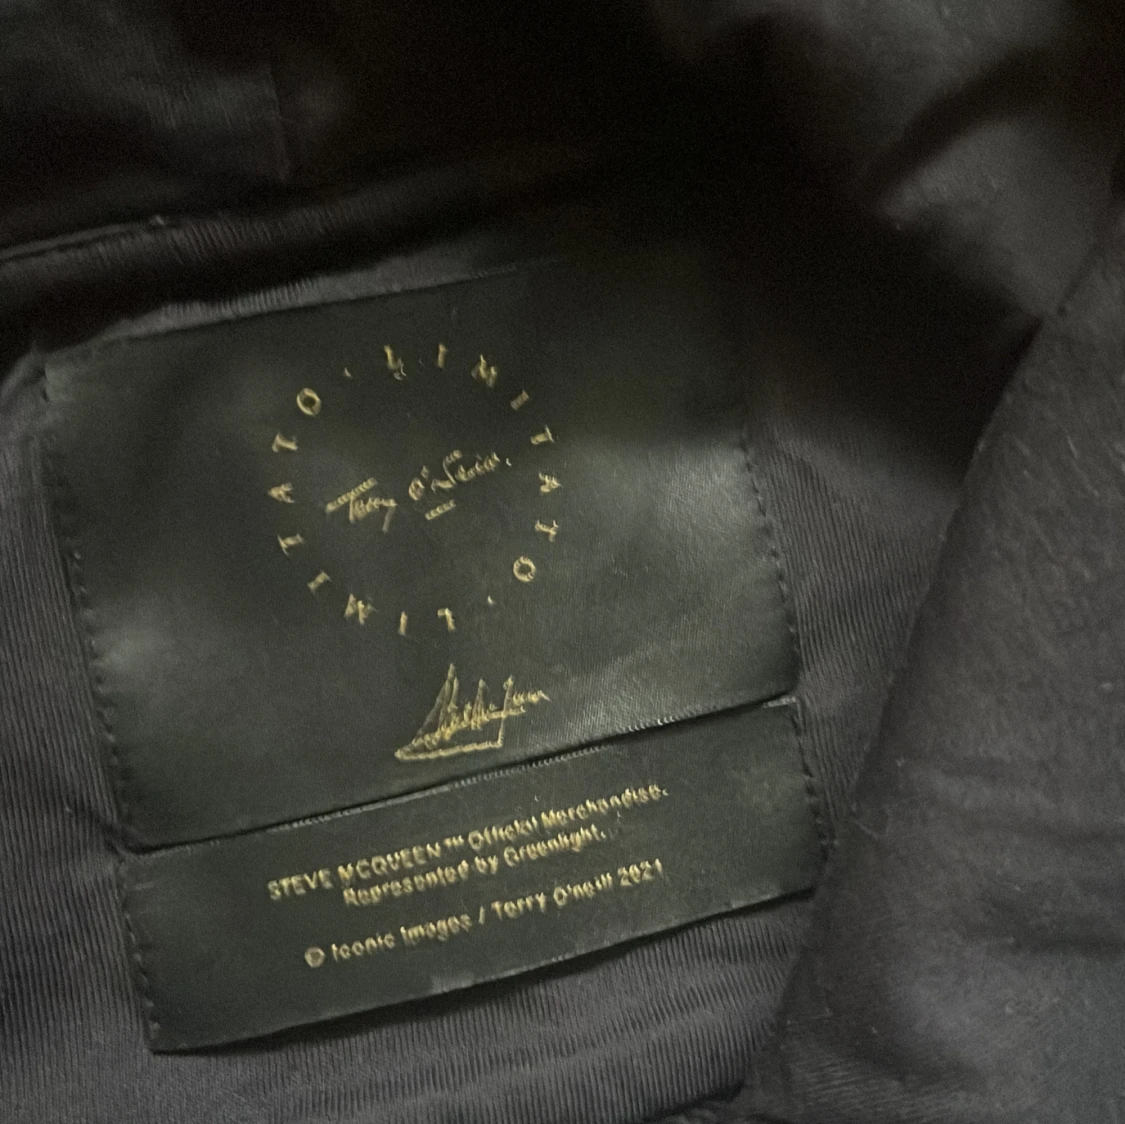 LIMITATO · LIMITATO ·
Terry O'Neill.
STEVE MCQUEEN™ Official Merchandise.
Represented by Greenlight.
© Iconic Images / Terry O'neill 2021